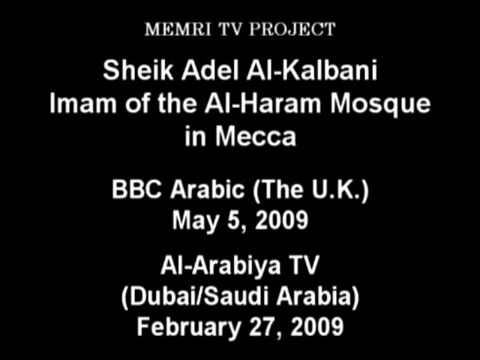 MEMRI TV PROJECT
Sheik Adel Al-Kalbani
Imam of the Al-Haram Mosque
in Mecca
BBC Arabic (The U.K.)
May 5, 2009
Al-Arabiya TV
(Dubai/Saudi Arabia)
February 27, 2009